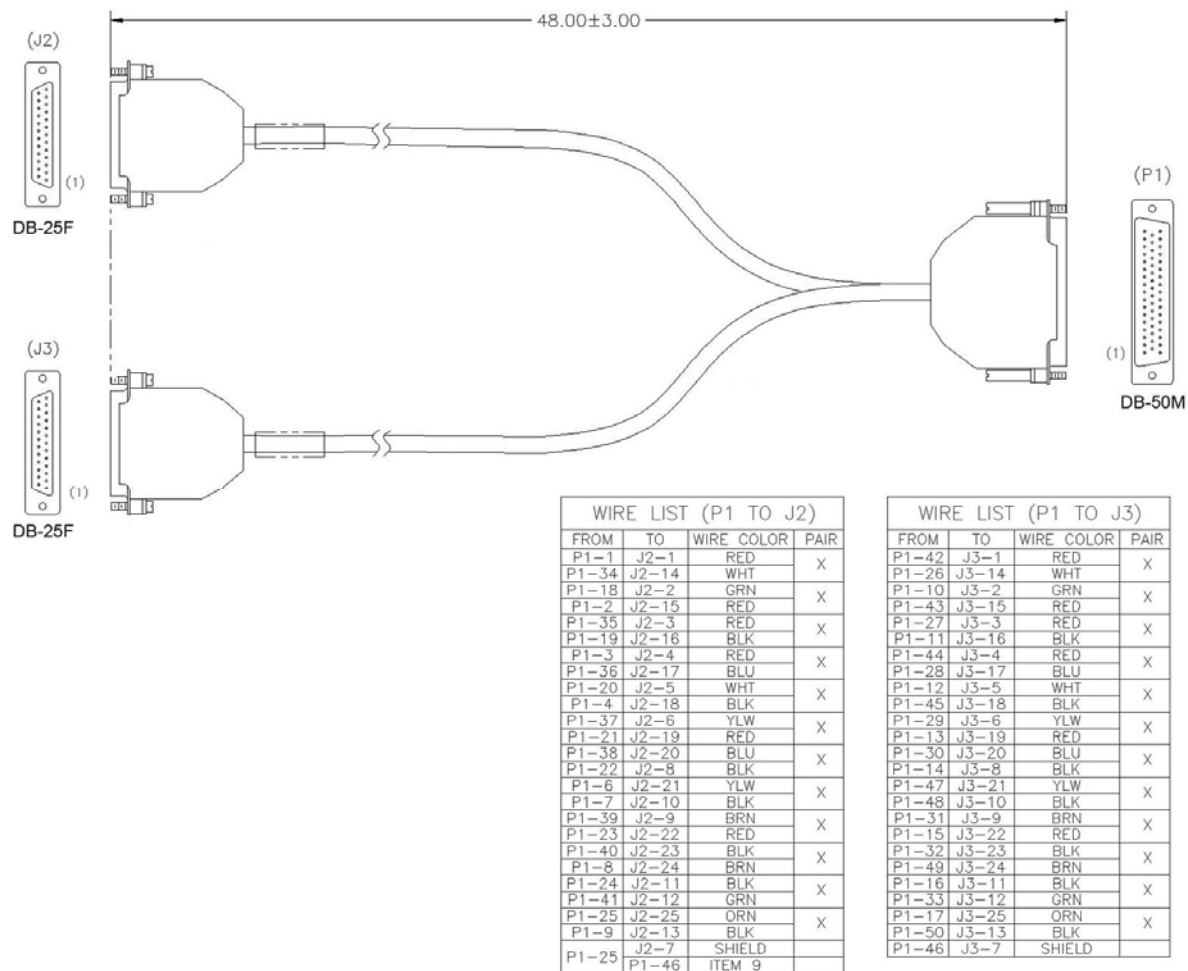 48.00±3.00
(J2)
(1)
DB-25F
(P1)
(1)
DB-50M
(J3)
(1)
DB-25F
WIRE LIST (P1 TO J2)
FROM TO WIRE COLOR PAIR
P1-1 J2-1 RED X
P1-34 J2-14 WHT
P1-18 J2-2 GRN X
P1-2 J2-15 RED
P1-35 J2-3 RED X
P1-19 J2-16 BLK
P1-3 J2-4 RED X
P1-36 J2-17 BLU
P1-20 J2-5 WHT X
P1-4 J2-18 BLK
P1-37 J2-6 YLW X
P1-21 J2-19 RED
P1-38 J2-20 BLU X
P1-22 J2-8 BLK
P1-6 J2-21 YLW X
P1-7 J2-10 BLK
P1-39 J2-9 BRN X
P1-23 J2-22 RED
P1-40 J2-23 BLK X
P1-8 J2-24 BRN
P1-24 J2-11 BLK X
P1-41 J2-12 GRN
P1-25 J2-25 ORN X
P1-9 J2-13 BLK
P1-25 J2-7 SHIELD
P1-46 ITEM 9
WIRE LIST (P1 TO J3)
FROM TO WIRE COLOR PAIR
P1-42 J3-1 RED X
P1-26 J3-14 WHT
P1-10 J3-2 GRN X
P1-43 J3-15 RED
P1-27 J3-3 RED X
P1-11 J3-16 BLK
P1-44 J3-4 RED X
P1-28 J3-17 BLU
P1-12 J3-5 WHT X
P1-45 J3-18 BLK
P1-29 J3-6 YLW X
P1-13 J3-19 RED
P1-30 J3-20 BLU X
P1-14 J3-8 BLK
P1-47 J3-21 YLW X
P1-48 J3-10 BLK
P1-31 J3-9 BRN X
P1-15 J3-22 RED
P1-32 J3-23 BLK X
P1-49 J3-24 BRN
P1-16 J3-11 BLK X
P1-33 J3-12 GRN
P1-17 J3-25 ORN X
P1-50 J3-13 BLK
P1-46 J3-7 SHIELD